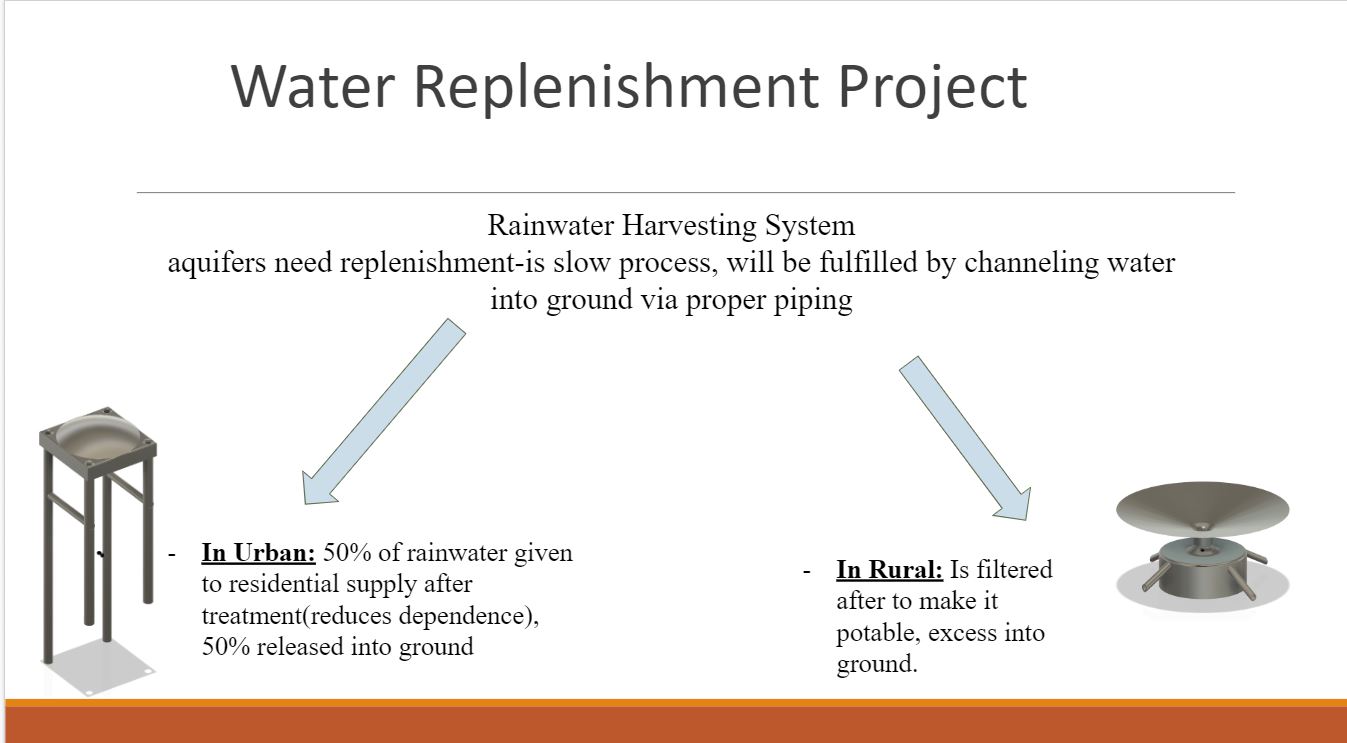 Water Replenishment Project
Rainwater Harvesting System
aquifers need replenishment-is slow process, will be fulfilled by channeling water
into ground via proper piping
- In Urban: 50% of rainwater given
to residential supply after
treatment(reduces dependence),
50% released into ground
- In Rural: Is filtered
after to make it
potable, excess into
ground.